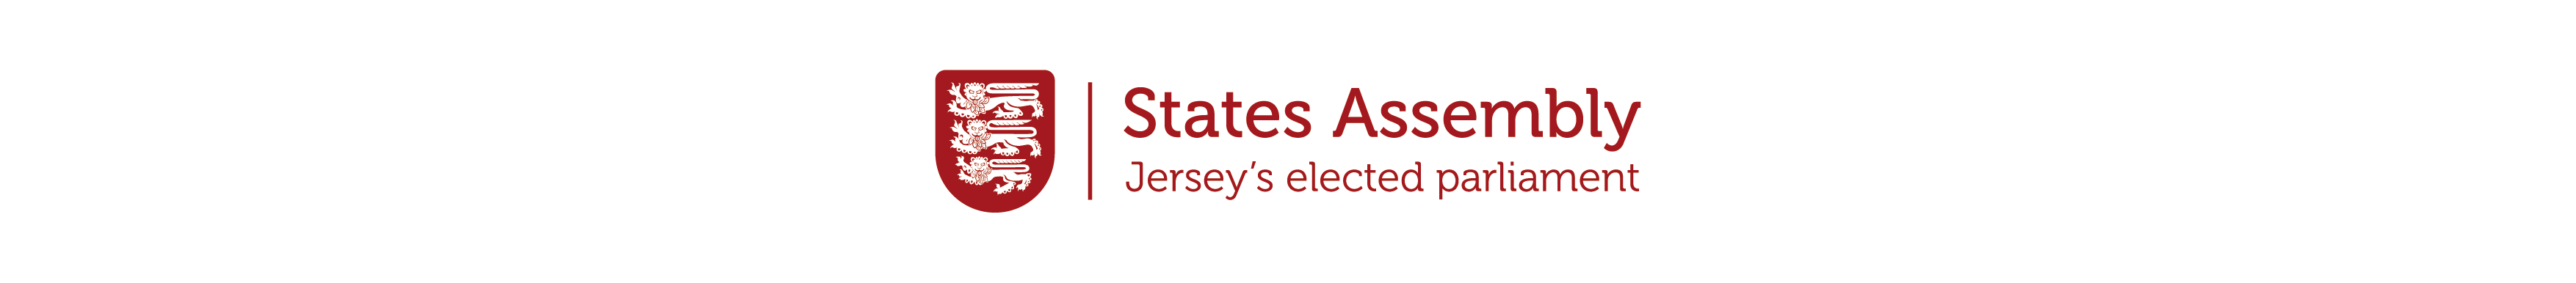 States Assembly
Jersey’s elected parliament